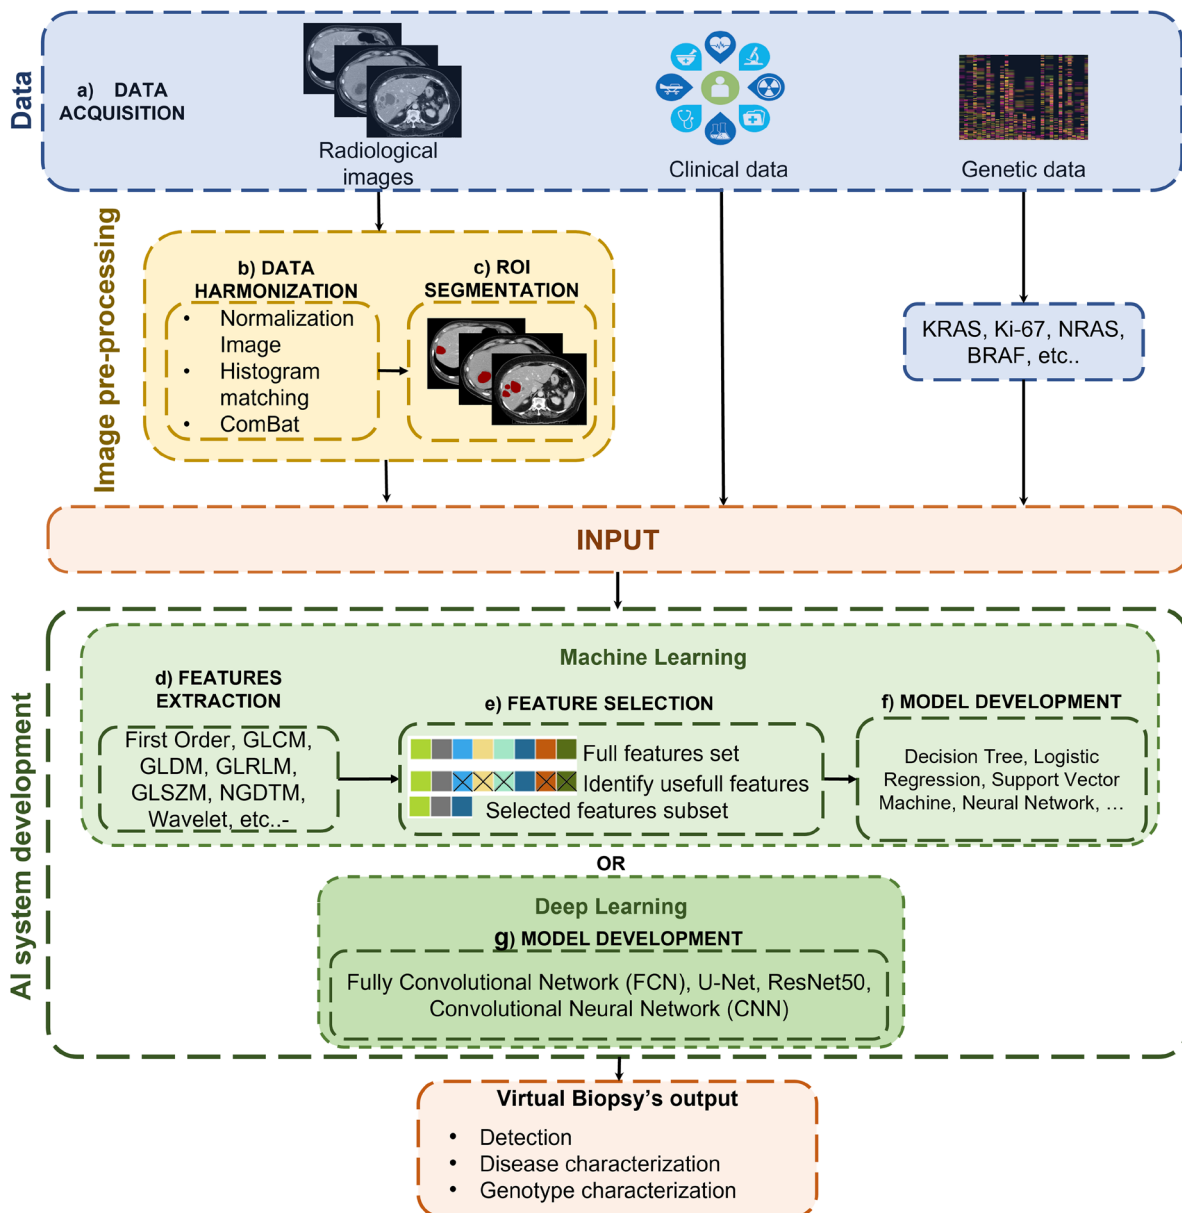 Data
a) DATA
ACQUISITION
Radiological
images
Clinical data
Genetic data
Image pre-processing
b) DATA
HARMONIZATION
• Normalization
Image
• Histogram
matching
• ComBat
c) ROI
SEGMENTATION
KRAS, Ki-67, NRAS,
BRAF, etc..
INPUT
AI system development
Machine Learning
d) FEATURES
EXTRACTION
First Order, GLCM,
GLDM, GLRLM,
GLSZM, NGDTM,
Wavelet, etc..-
e) FEATURE SELECTION
Full features set
Identify usefull features
Selected features subset
f) MODEL DEVELOPMENT
Decision Tree, Logistic
Regression, Support Vector
Machine, Neural Network, ...
OR
Deep Learning
g) MODEL DEVELOPMENT
Fully Convolutional Network (FCN), U-Net, ResNet50,
Convolutional Neural Network (CNN)
Virtual Biopsy's output
• Detection
• Disease characterization
• Genotype characterization